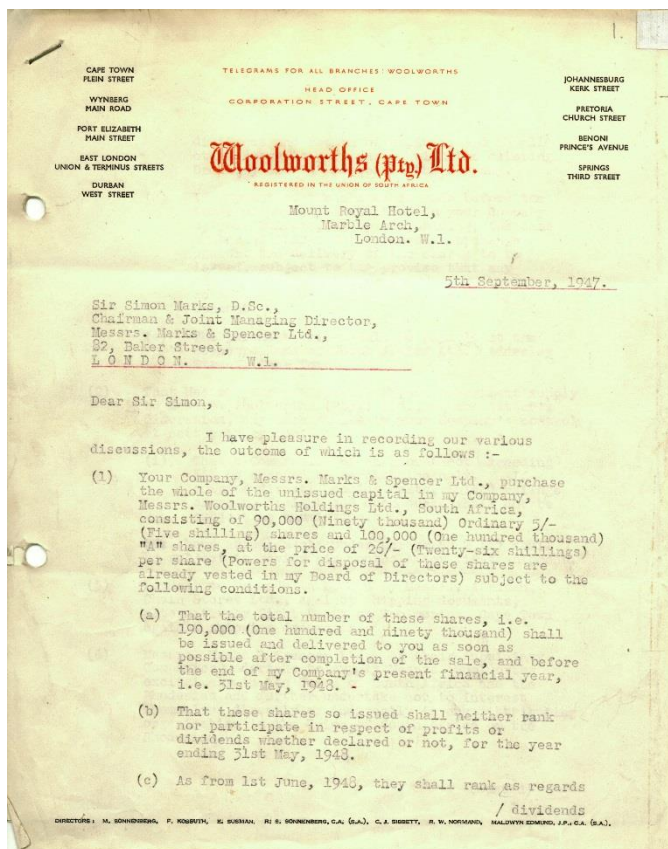 1.
CAPE TOWN
PLEIN STREET
WYNBERG
MAIN ROAD
PORT ELIZABETH
MAIN STREET
EAST LONDON
UNION & TERMINUS STREETS
DURBAN
WEST STREET
TELEGRAMS FOR ALL BRANCHES: WOOLWORTHS
HEAD OFFICE
CORPORATION STREET, CAPE TOWN
Woolworths (Pty.) Ltd.
REGISTERED IN THE UNION OF SOUTH AFRICA
JOHANNESBURG
KERK STREET
PRETORIA
CHURCH STREET
BENONI
PRINCE'S AVENUE
SPRINGS
THIRD STREET
Mount Royal Hotel,
Marble Arch,
London. W.1.
5th September, 1947.
Sir Simon Marks, D.Sc.,
Chairman & Joint Managing Director,
Messrs. Marks & Spencer Ltd.,
82, Baker Street,
L O N D O N. W.1.
Dear Sir Simon,
I have pleasure in recording our various
discussions, the outcome of which is as follows :-
(1) Your Company, Messrs. Marks & Spencer Ltd., purchase
the whole of the unissued capital in my Company,
Messrs. Woolworths Holdings Ltd., South Africa,
consisting of 90,000 (Ninety thousand) Ordinary 5/-
(Five shilling) shares and 100,000 (One hundred thousand)
"A" shares, at the price of 26/- (Twenty-six shillings)
per share (Powers for disposal of these shares are
already vested in my Board of Directors) subject to the
following conditions.
(a) That the total number of these shares, i.e.
190,000 (One hundred and ninety thousand) shall
be issued and delivered to you as soon as
possible after completion of the sale, and before
the end of my Company's present financial year,
i.e. 31st May, 1948. -
(b) That these shares so issued shall neither rank
nor participate in respect of profits or
dividends whether declared or not, for the year
ending 31st May, 1948.
(c) As from 1st June, 1948, they shall rank as regards
/ dividends
DIRECTORS: M. SONNENBERG, F. KOSSUTH, E. SUSMAN, R. S. SONNENBERG, C.A. (S.A.), C. J. SIBBETT, R. W. NORMAND, MALDWYN EDMUND, J.P., C.A. (S.A.).